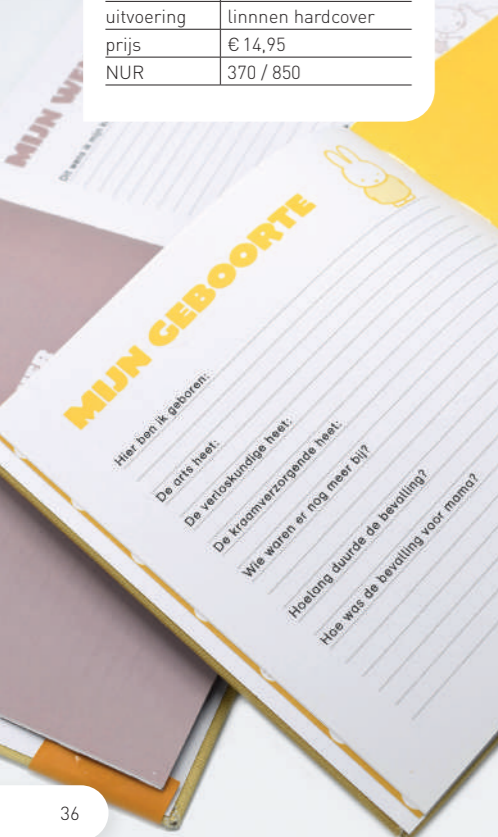 uitvoering linnnen hardcover
prijs € 14,95
NUR 370 / 850
MIJN
MIJN GEBOORTE
Hier ben ik geboren:
De arts heet:
De verloskundige heet:
De kraamverzorgende heet:
Wie waren er nog meer bij?
Hoelang duurde de bevalling?
Hoe was de bevalling voor mama?
36